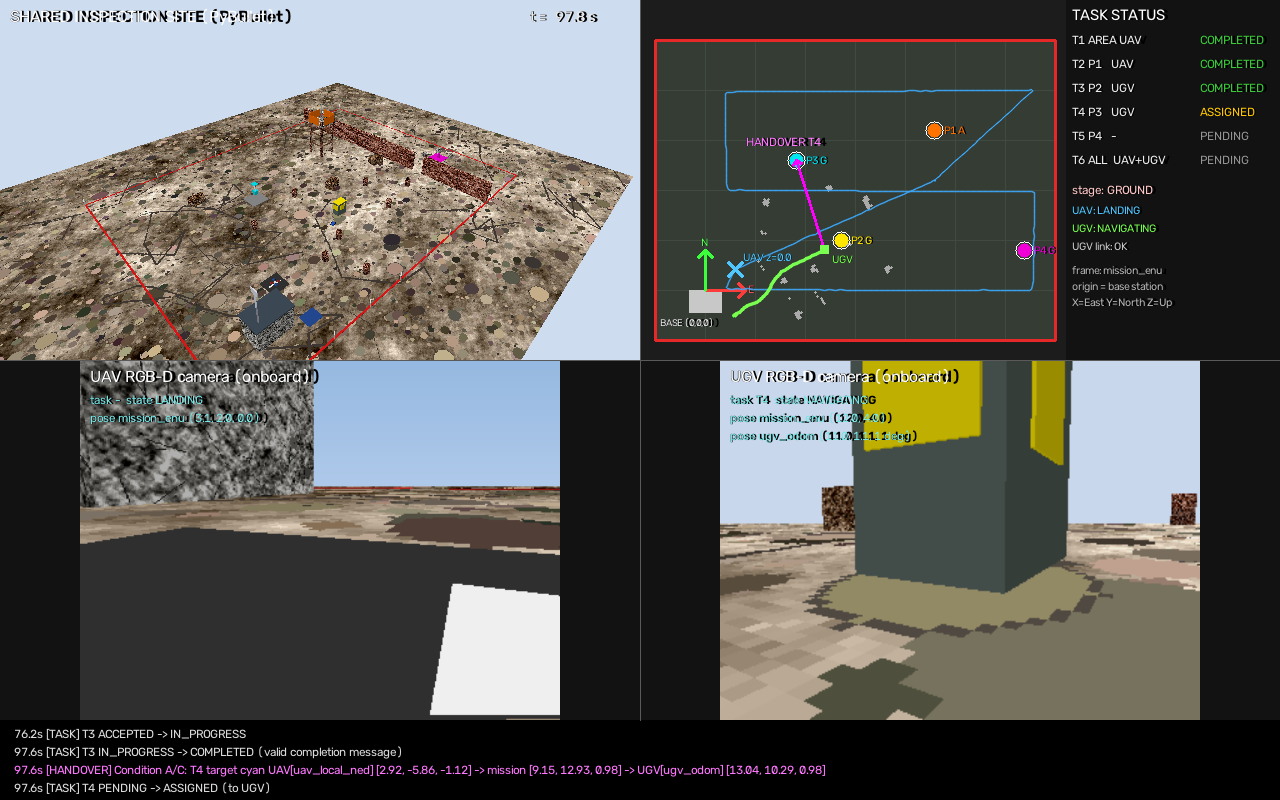 SHARED INSPECTION SITE (PyBullet)
t = 97.8 s
HANDOVER T4
P1 A
P3 G
P2 G
P4 G
N
E
UAV z=0.0
UGV
BASE (0,0,0)
TASK STATUS
T1 AREA UAV COMPLETED
T2 P1 UAV COMPLETED
T3 P2 UGV COMPLETED
T4 P3 UGV ASSIGNED
T5 P4 - PENDING
T6 ALL UAV+UGV PENDING
stage: GROUND
UAV: LANDING
UGV: NAVIGATING
UGV link: OK
frame: mission_enu
origin = base station
X=East Y=North Z=Up
UAV RGB-D camera (onboard)
task - state LANDING
pose mission_enu
UGV RGB-D camera (onboard)
task T4 state NAVIGATING
pose mission_enu
pose ugv_odom
76.2s [TASK] T3 ACCEPTED -> IN_PROGRESS
97.6s [TASK] T3 IN_PROGRESS -> COMPLETED (valid completion message)
97.6s [HANDOVER] Condition A/C: T4 target cyan UAV[uav_local_ned] [2.92, -5.86, -1.12] -> mission [9.15, 12.93, 0.98] -> UGV[ugv_odom] [13.04, 10.29, 0.98]
97.6s [TASK] T4 PENDING -> ASSIGNED (to UGV)